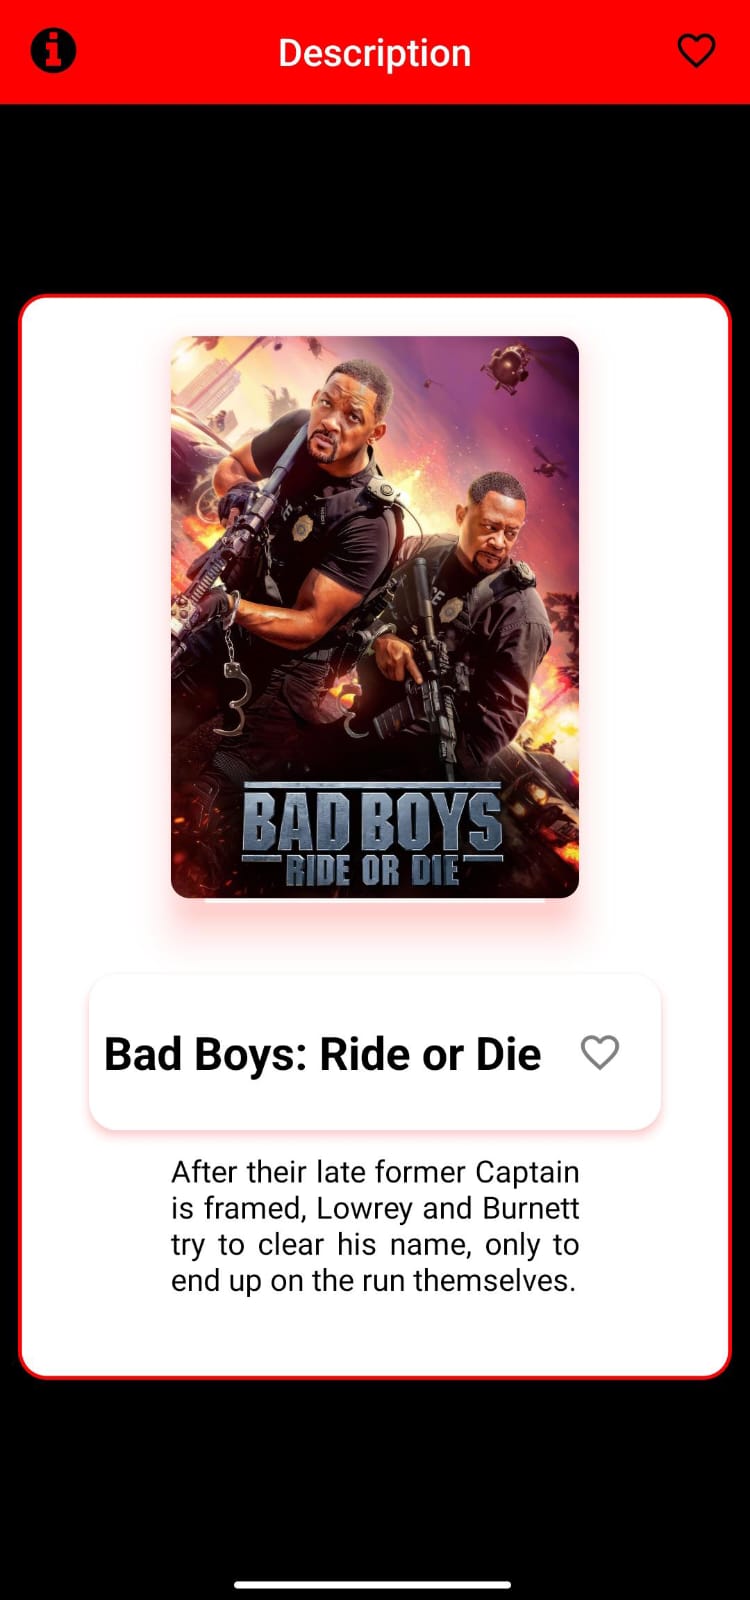 Description
BAD BOYS
RIDE OR DIE
Bad Boys: Ride or Die
After their late former Captain
is framed, Lowrey and Burnett
try to clear his name, only to
end up on the run themselves.